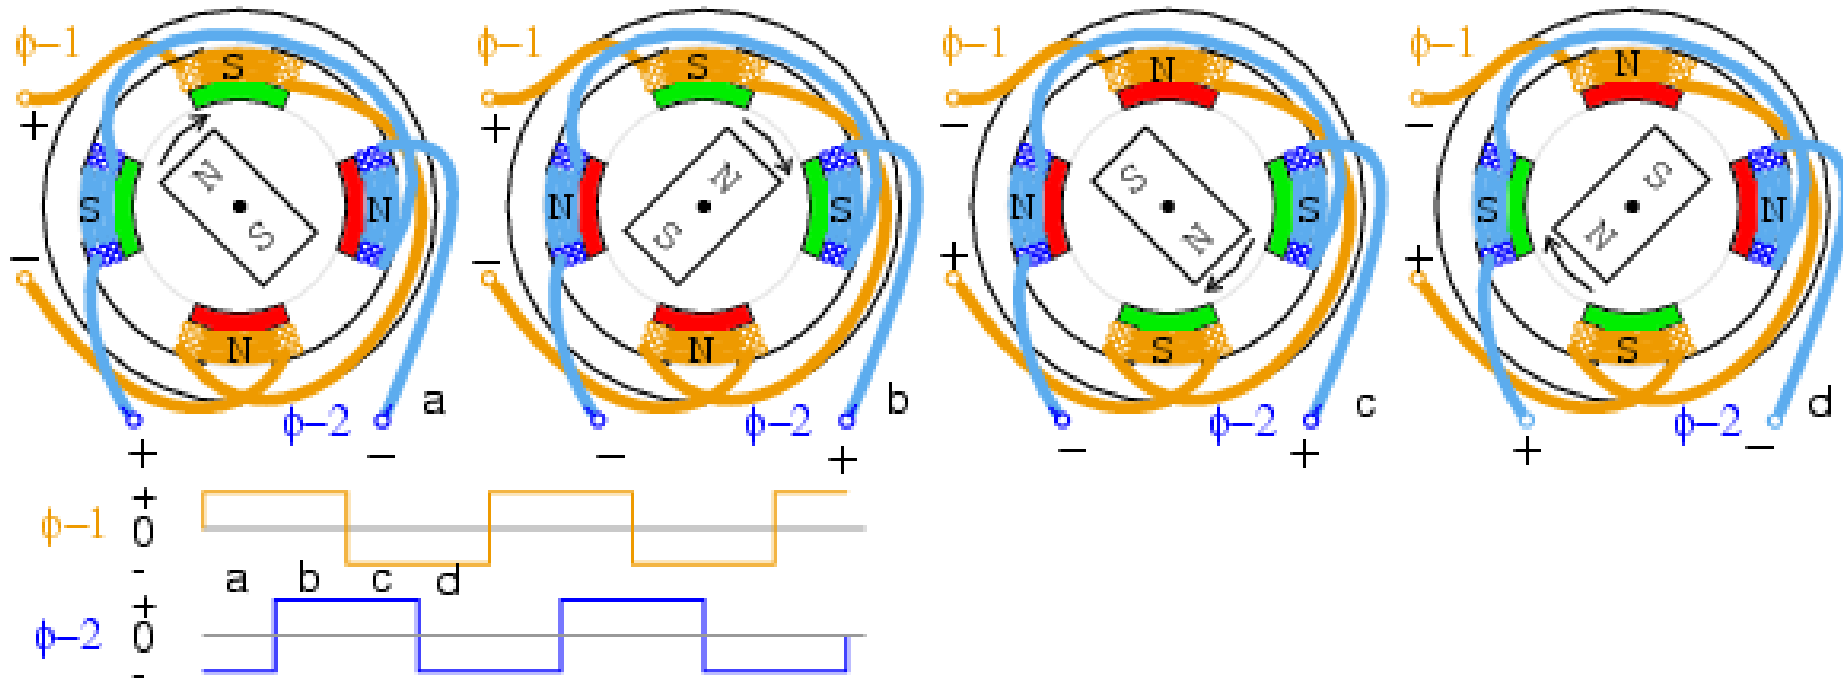 ϕ−1 S + S N N S − ϕ−2 + − a
ϕ−1 S + N N S S − N ϕ−2 − + b
ϕ−1 N − N S N S + S ϕ−2 − + c
ϕ−1 N − S S N N + S ϕ−2 + − d
ϕ−1 + 0 -
a b c d
ϕ−2 + 0 -